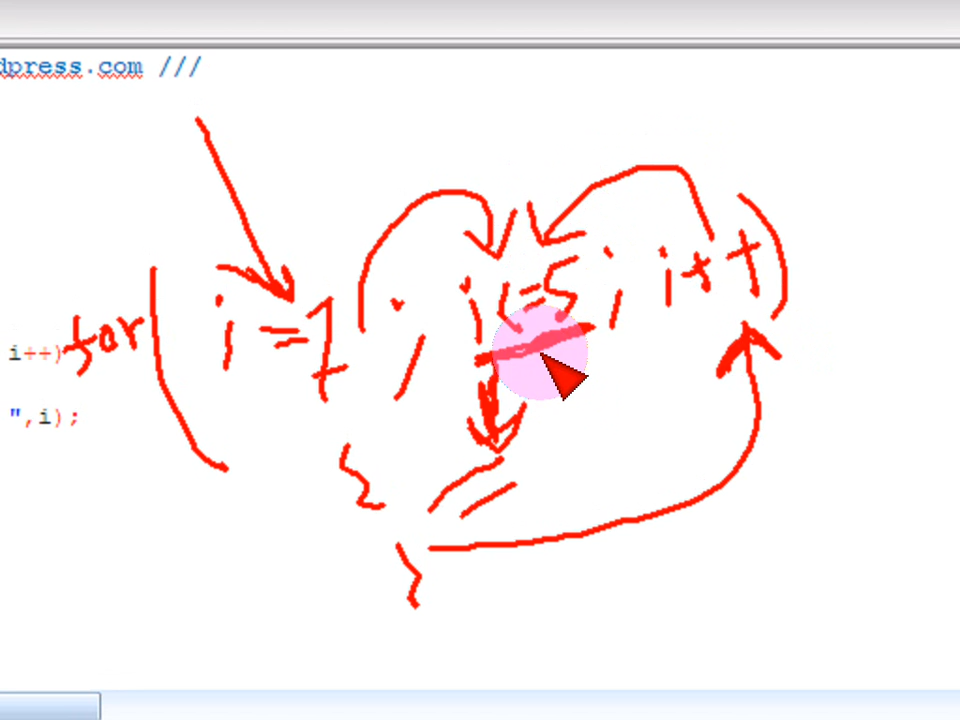 dpress.com ///
for( i=1 ; i<=5; i++)
i++)
",i);
{
//
}